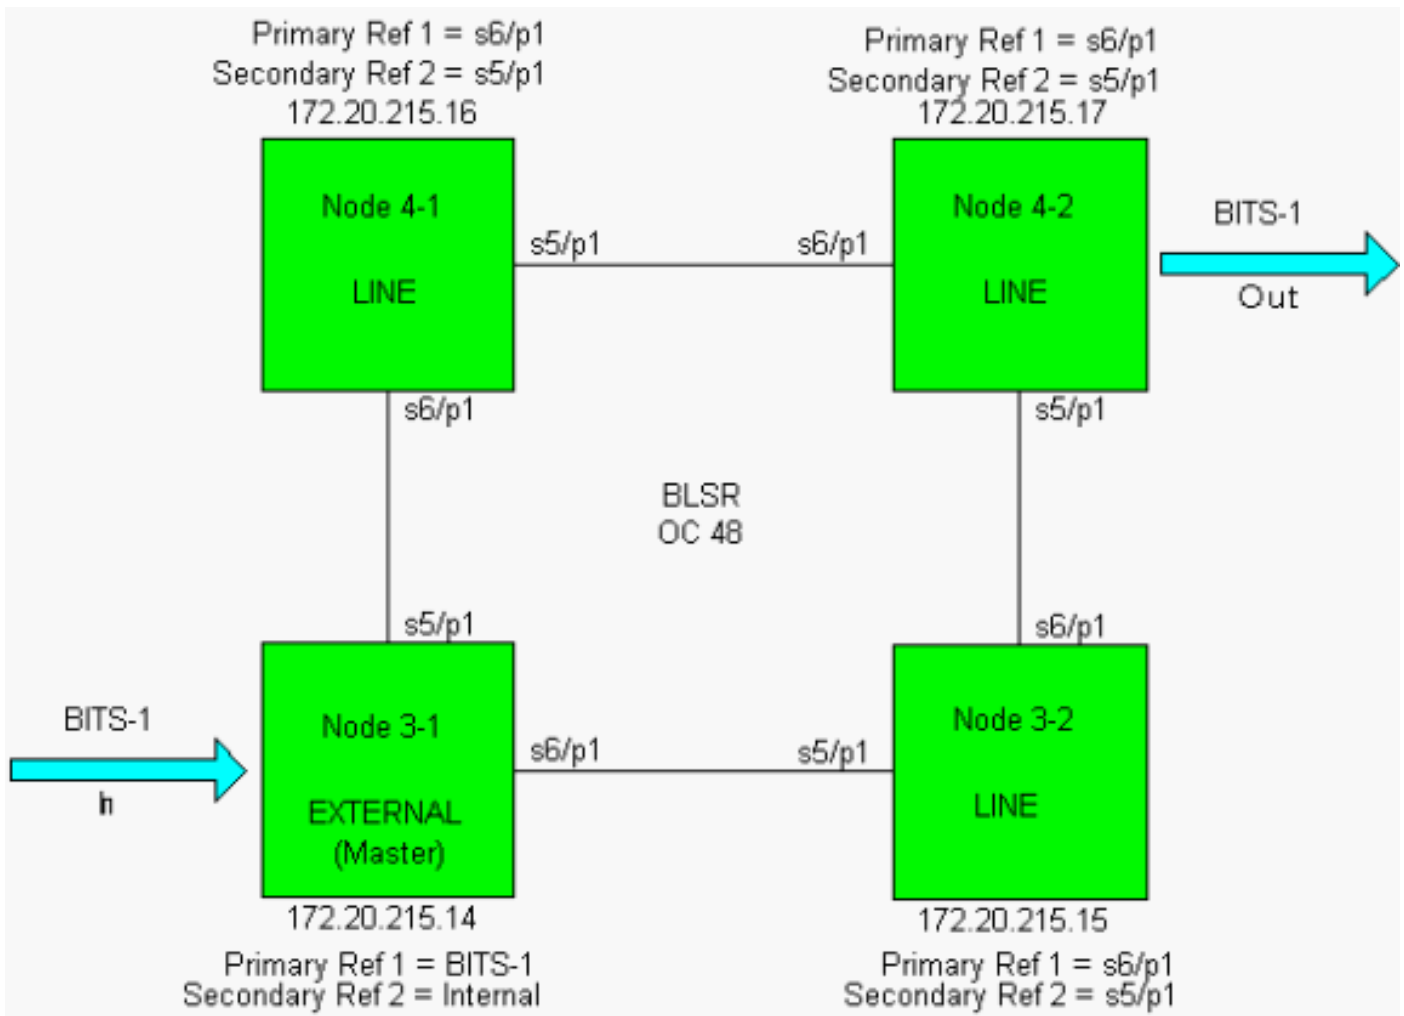 Primary Ref 1 = s6/p1
Secondary Ref 2 = s5/p1
172.20.215.16
Primary Ref 1 = s6/p1
Secondary Ref 2 = s5/p1
172.20.215.17
Node 4-1
LINE
s5/p1
s6/p1
Node 4-2
LINE
BITS-1
Out
s6/p1
s5/p1
BLSR
OC 48
s5/p1
s6/p1
BITS-1
In
Node 3-1
EXTERNAL
(Master)
s6/p1
s5/p1
Node 3-2
LINE
172.20.215.14
Primary Ref 1 = BITS-1
Secondary Ref 2 = Internal
172.20.215.15
Primary Ref 1 = s6/p1
Secondary Ref 2 = s5/p1